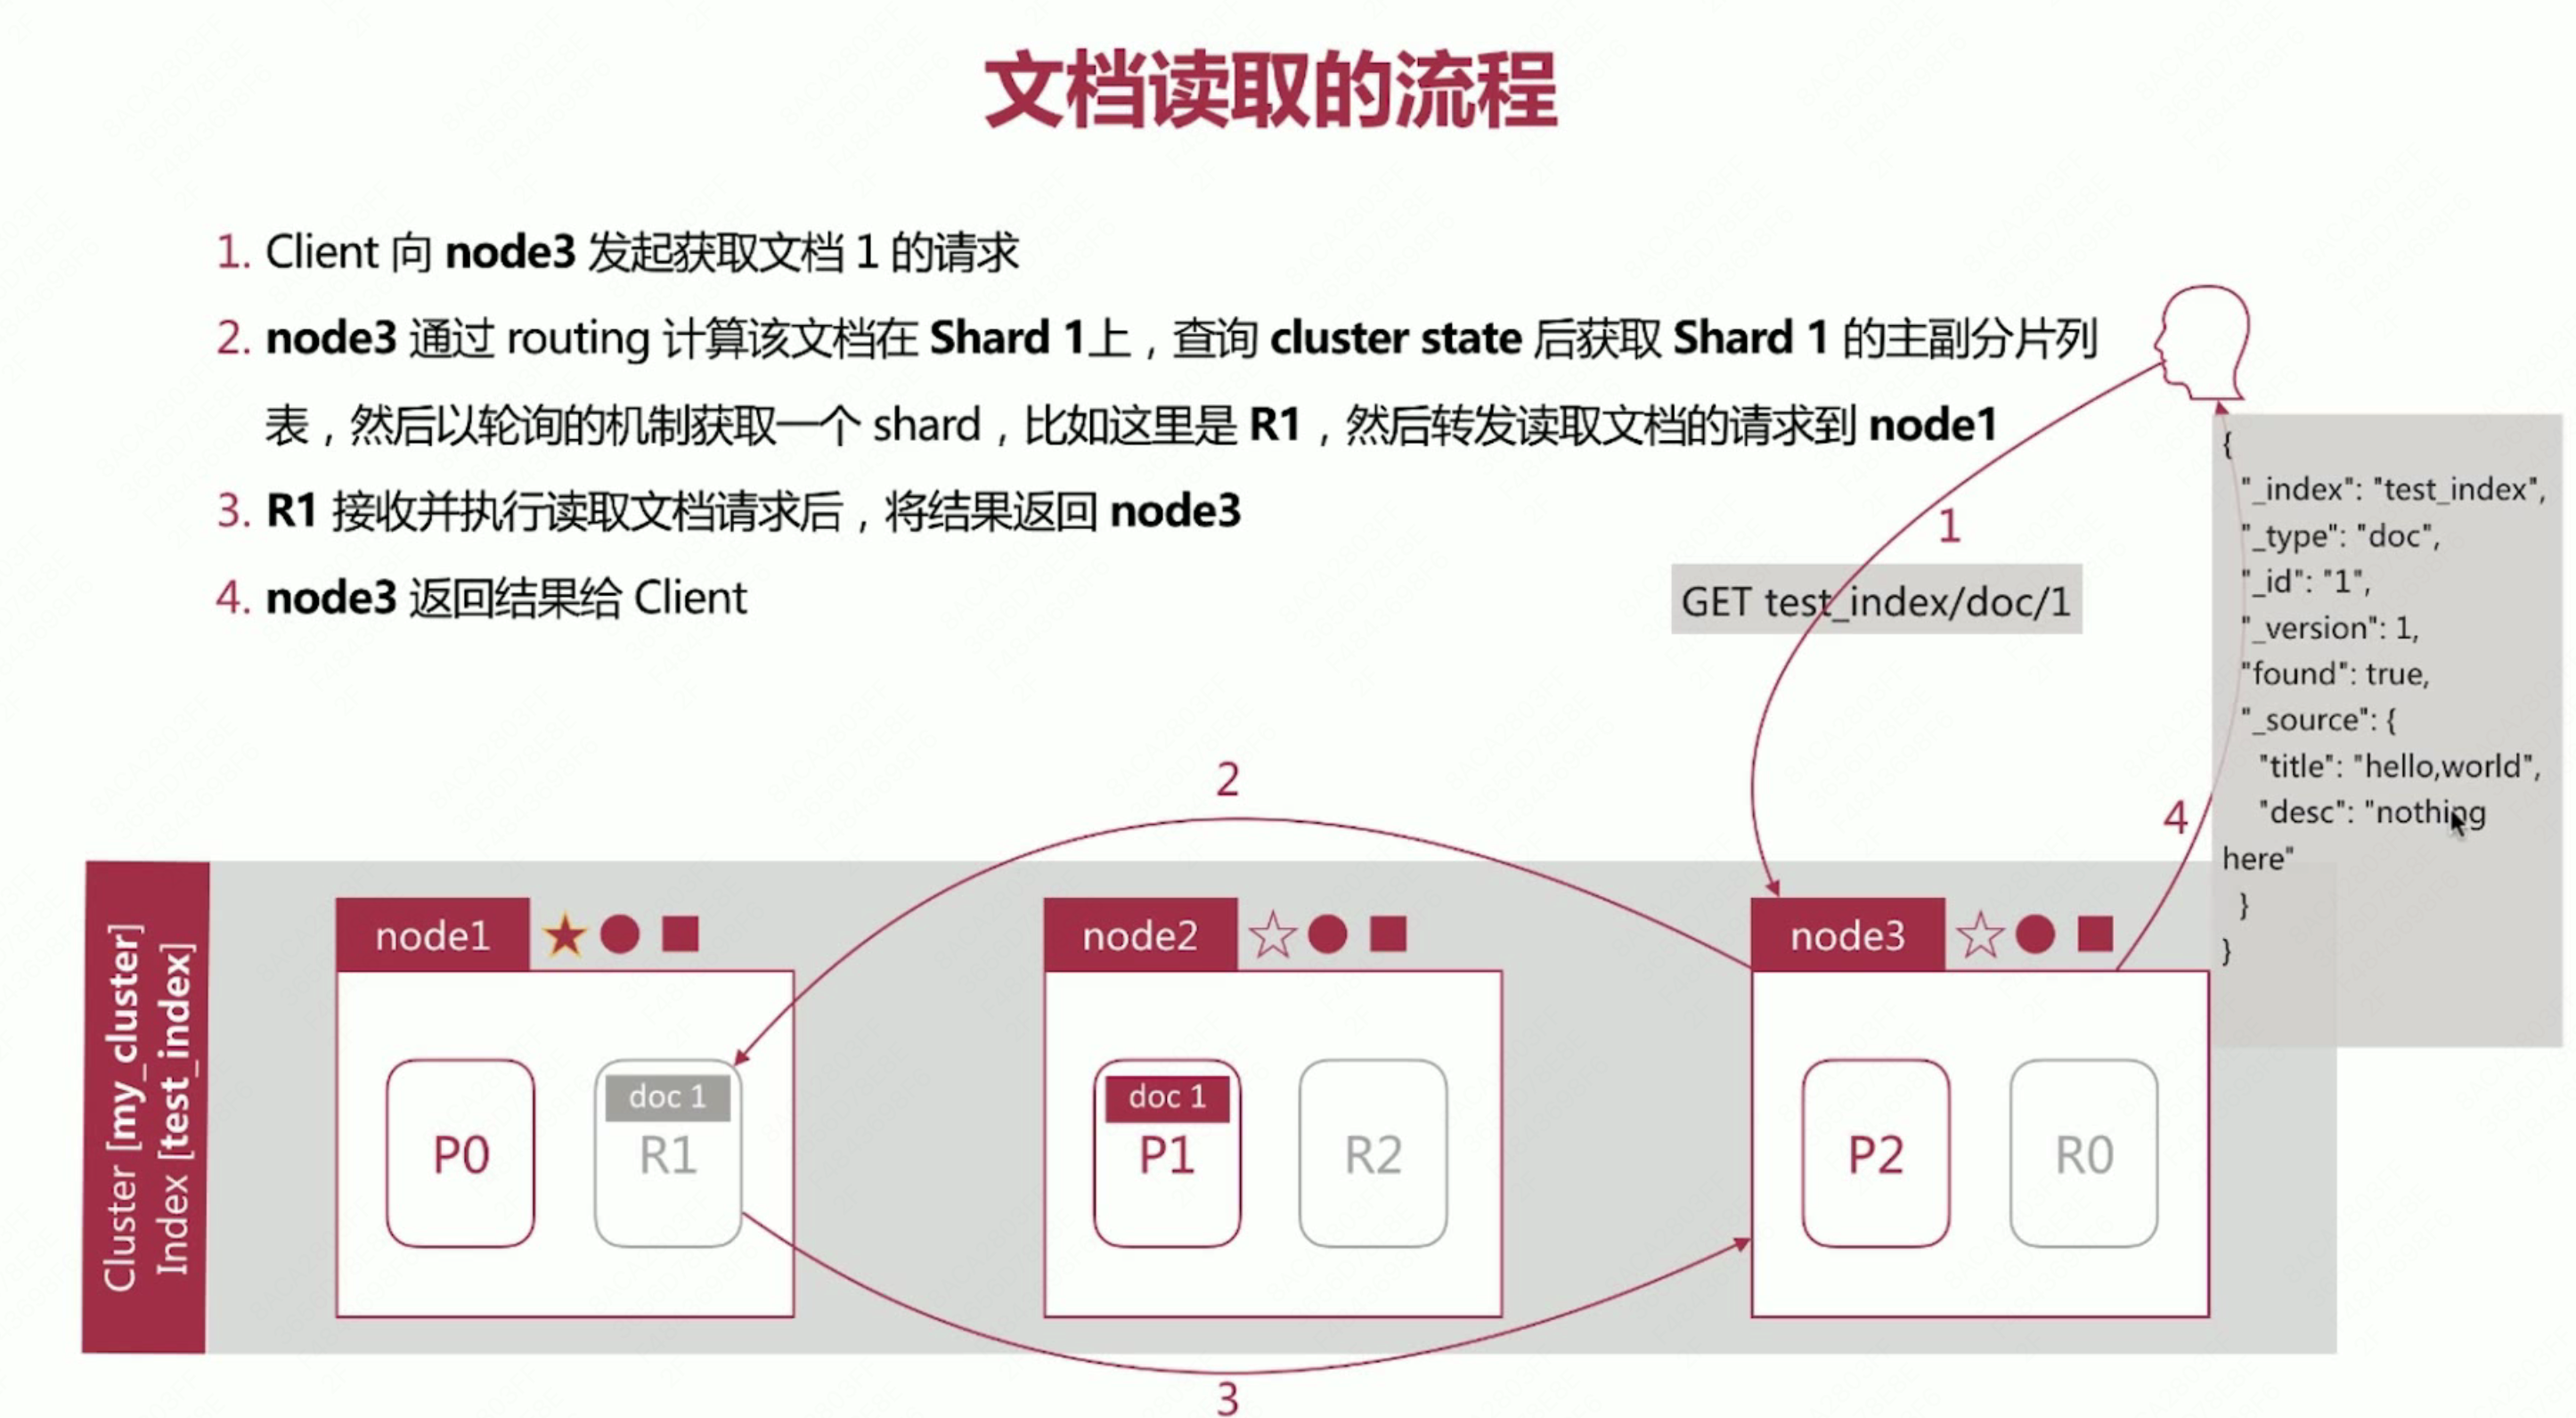 文档读取的流程
1. Client 向 node3 发起获取文档 1 的请求
2. node3 通过 routing 计算该文档在 Shard 1上，查询 cluster state 后获取 Shard 1 的主副分片列
表，然后以轮询的机制获取一个 shard，比如这里是 R1，然后转发读取文档的请求到 node1
3. R1 接收并执行读取文档请求后，将结果返回 node3
4. node3 返回结果给 Client
1
GET test_index/doc/1
{
"_index": "test_index",
"_type": "doc",
"_id": "1",
"_version": 1,
"found": true,
"_source": {
"title": "hello,world",
"desc": "nothing
here"
}
}
2
4
Cluster [my_cluster]
Index [test_index]
node1
node2
node3
doc 1
doc 1
P0
R1
P1
R2
P2
R0
3